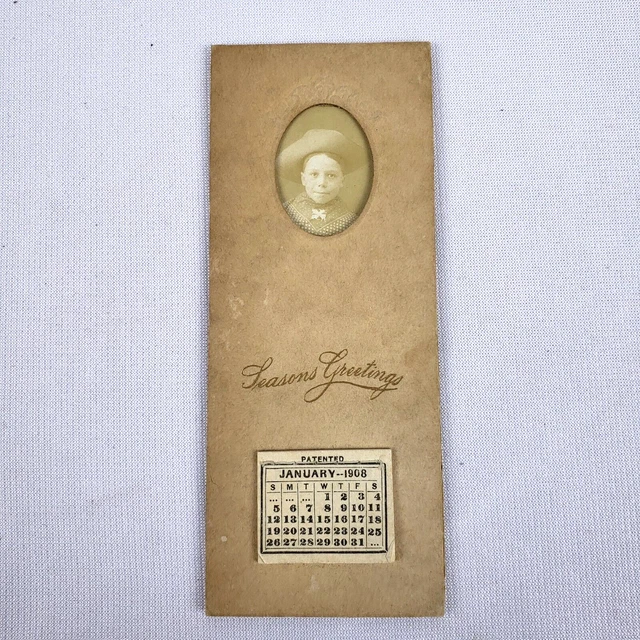 Seasons Greetings
PATENTED
JANUARY--1908
S M T W T F S
... ... ... 1 2 3 4
5 6 7 8 9 10 11
12 13 14 15 16 17 18
19 20 21 22 23 24 25
26 27 28 29 30 31 ...